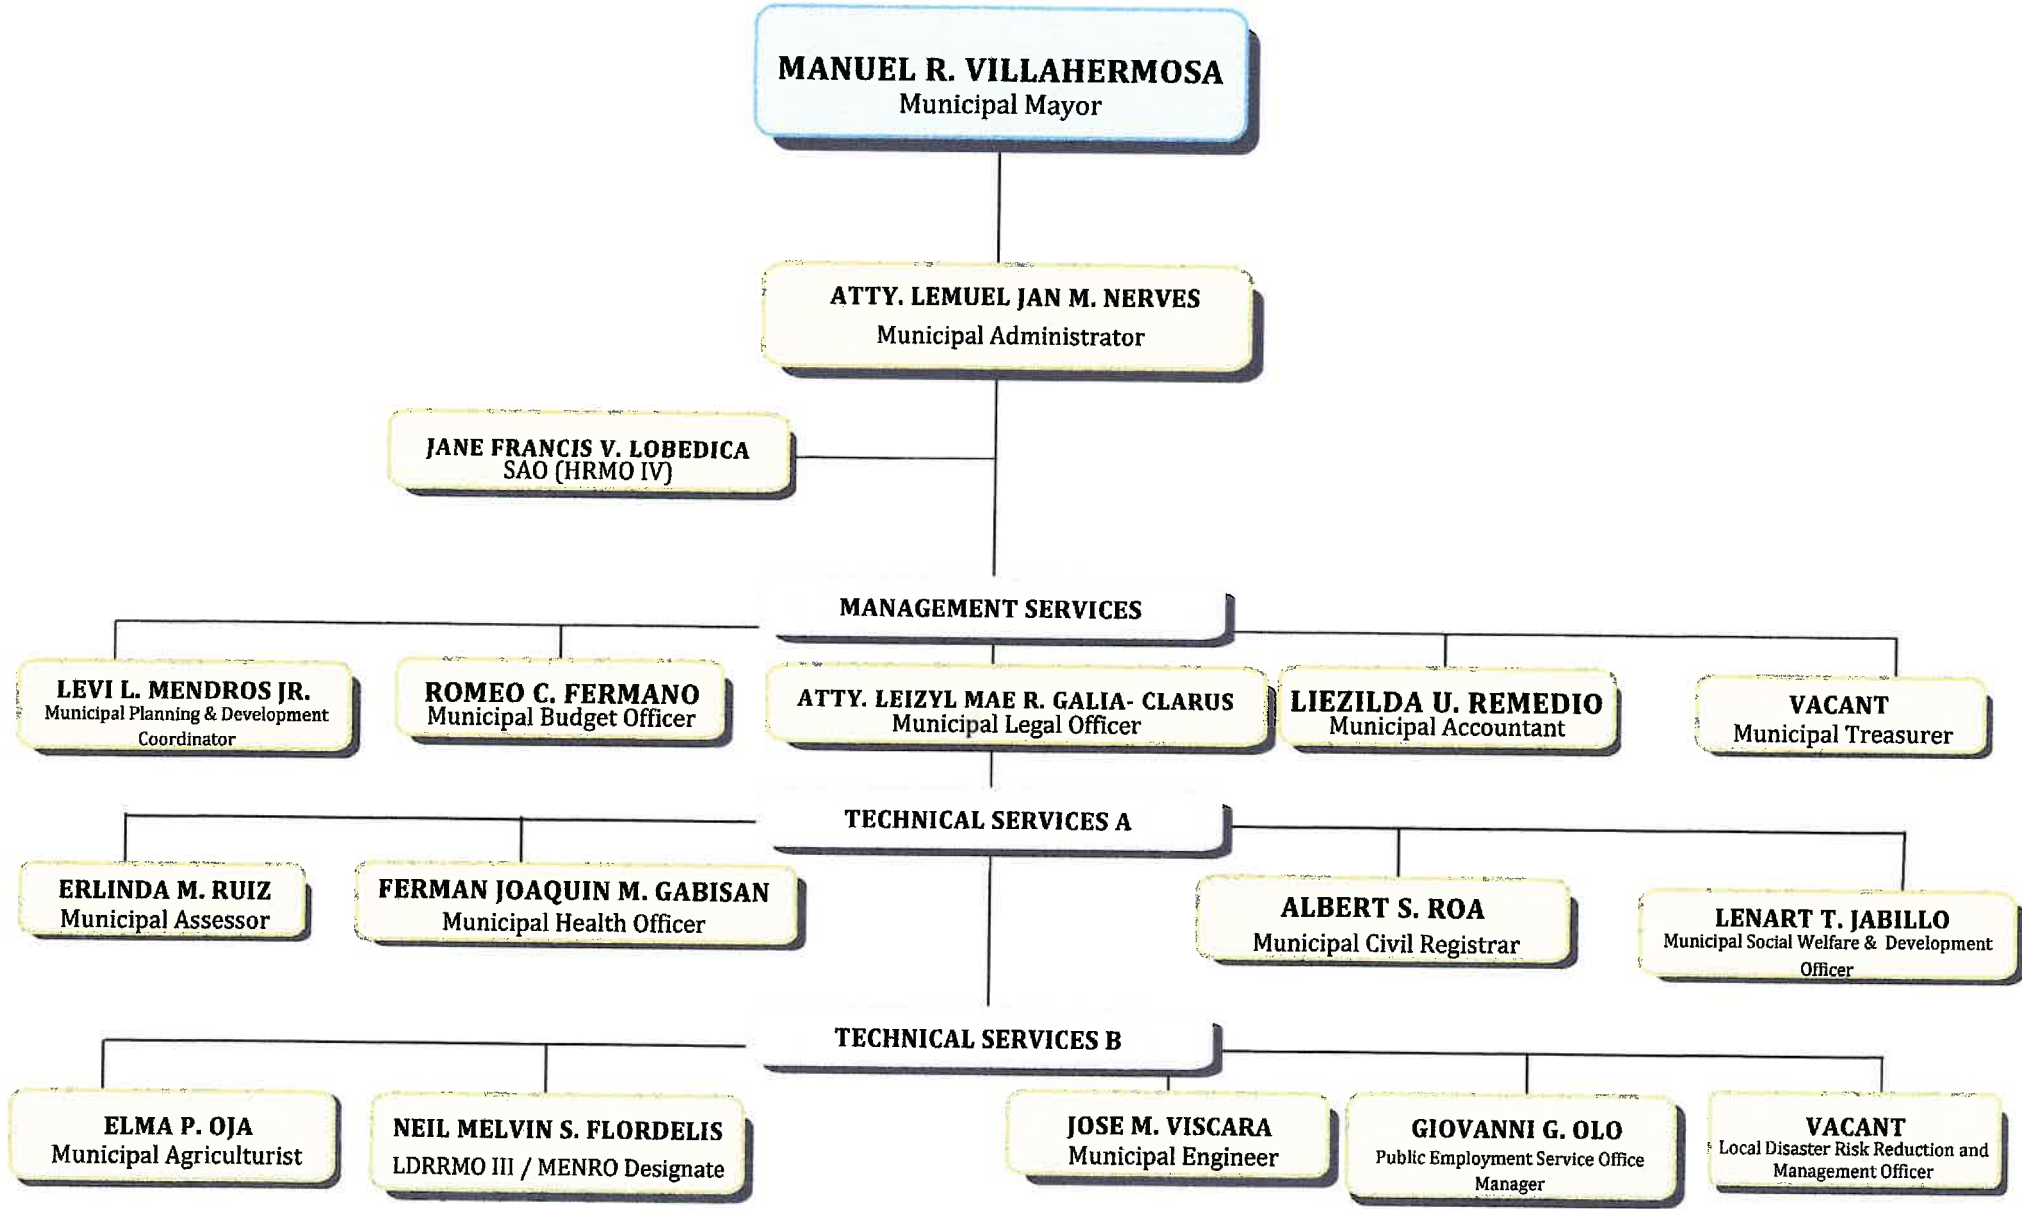 MANUEL R. VILLAHERMOSA
Municipal Mayor
ATTY. LEMUEL JAN M. NERVES
Municipal Administrator
JANE FRANCIS V. LOBEDICA
SAO (HRMO IV)
MANAGEMENT SERVICES
LEVI L. MENDROS JR.
Municipal Planning & Development
Coordinator
ROMEO C. FERMANO
Municipal Budget Officer
ATTY. LEIZYL MAE R. GALIA- CLARUS
Municipal Legal Officer
LIEZILDA U. REMEDIO
Municipal Accountant
VACANT
Municipal Treasurer
TECHNICAL SERVICES A
ERLINDA M. RUIZ
Municipal Assessor
FERMAN JOAQUIN M. GABISAN
Municipal Health Officer
ALBERT S. ROA
Municipal Civil Registrar
LENART T. JABILLO
Municipal Social Welfare & Development
Officer
TECHNICAL SERVICES B
ELMA P. OJA
Municipal Agriculturist
NEIL MELVIN S. FLORDELIS
LDRRMO III / MENRO Designate
JOSE M. VISCARA
Municipal Engineer
GIOVANNI G. OLO
Public Employment Service Office
Manager
VACANT
Local Disaster Risk Reduction and
Management Officer